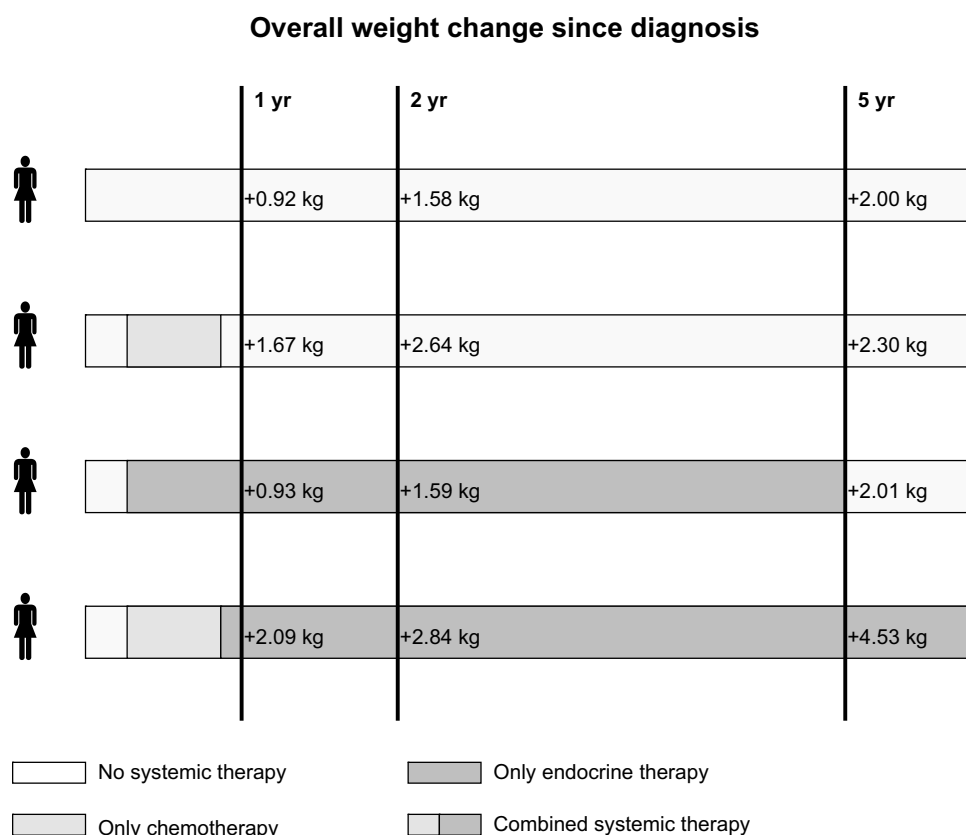 Overall weight change since diagnosis
1 yr 2 yr 5 yr
+0.92 kg +1.58 kg +2.00 kg
+1.67 kg +2.64 kg +2.30 kg
+0.93 kg +1.59 kg +2.01 kg
+2.09 kg +2.84 kg +4.53 kg
No systemic therapy Only endocrine therapy
Only chemotherapy Combined systemic therapy